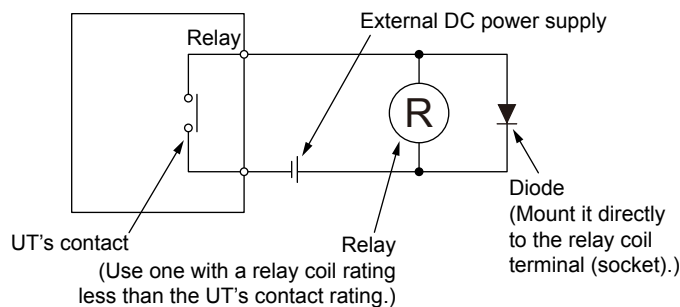 External DC power supply
Relay
R
UT's contact
Relay
(Use one with a relay coil rating
less than the UT's contact rating.)
Diode
(Mount it directly
to the relay coil
terminal (socket).)